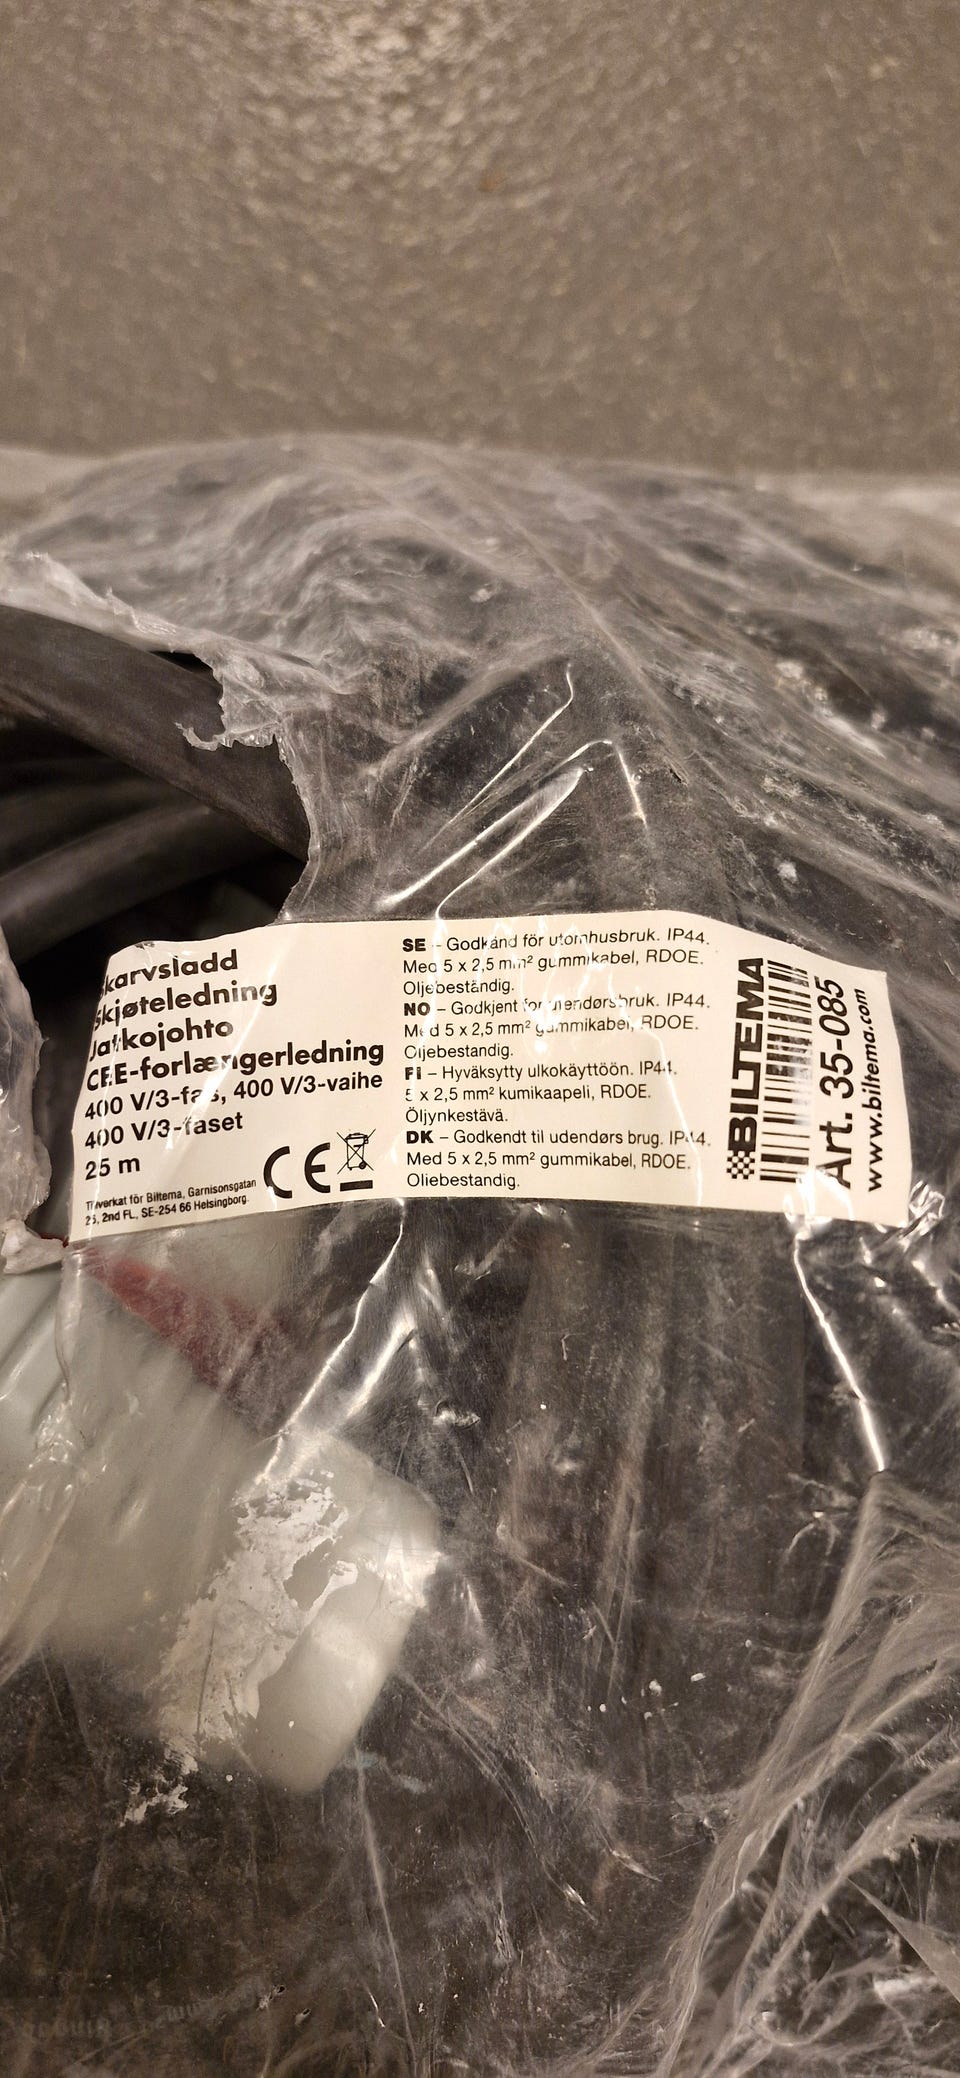 Skarvsladd
Skjøteledning
Jatkojohto
CEE-forlængerledning
400 V/3-fas, 400 V/3-vaihe
400 V/3-faset
25 m
Tillverkat för Biltema, Garnisonsgatan
25, 2nd FL, SE-254 66 Helsingborg.
CE
SE – Godkänd för utomhusbruk. IP44.
Med 5 x 2,5 mm² gummikabel, RDOE.
Oljebeständig.
NO – Godkjent for utendørsbruk. IP44.
Med 5 x 2,5 mm² gummikabel, RDOE.
Oljebestandig.
FI – Hyväksytty ulkokäyttöön. IP44.
5 x 2,5 mm² kumikaapeli, RDOE.
Öljynkestävä.
DK – Godkendt til udendørs brug. IP44.
Med 5 x 2,5 mm² gummikabel, RDOE.
Oliebestandig.
BILTEMA
Art. 35-085
www.biltema.com